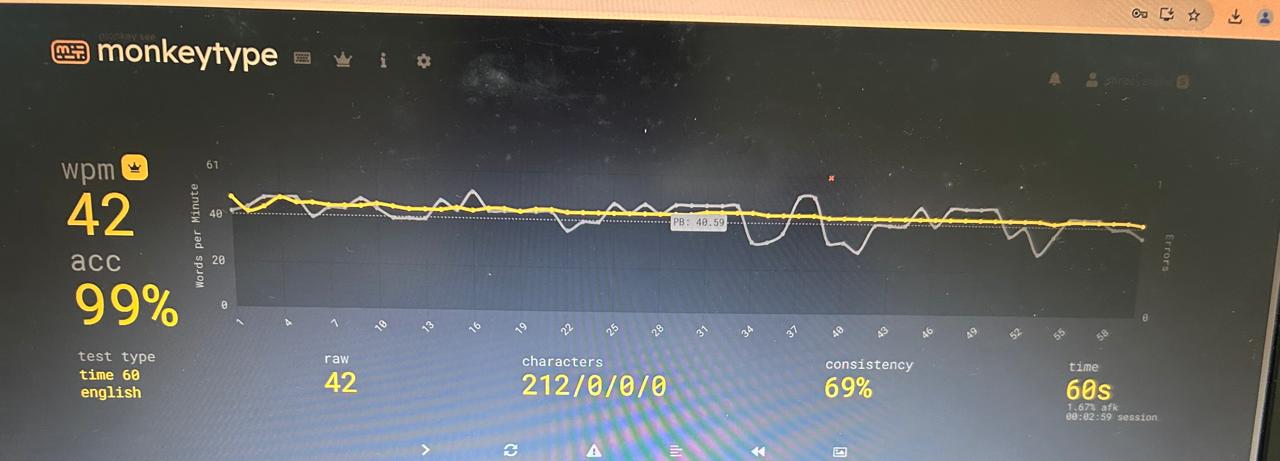 monkey see
monkeytype
wpm
42
acc
99%
Words per Minute
61
40
20
0
PB: 40.59
1
Errors
0
1 4 7 10 13 16 19 22 25 28 31 34 37 40 43 46 49 52 55 58
test type
time 60
english
raw
42
characters
212/0/0/0
consistency
69%
time
60s
1.67% afk
00:02:59 session